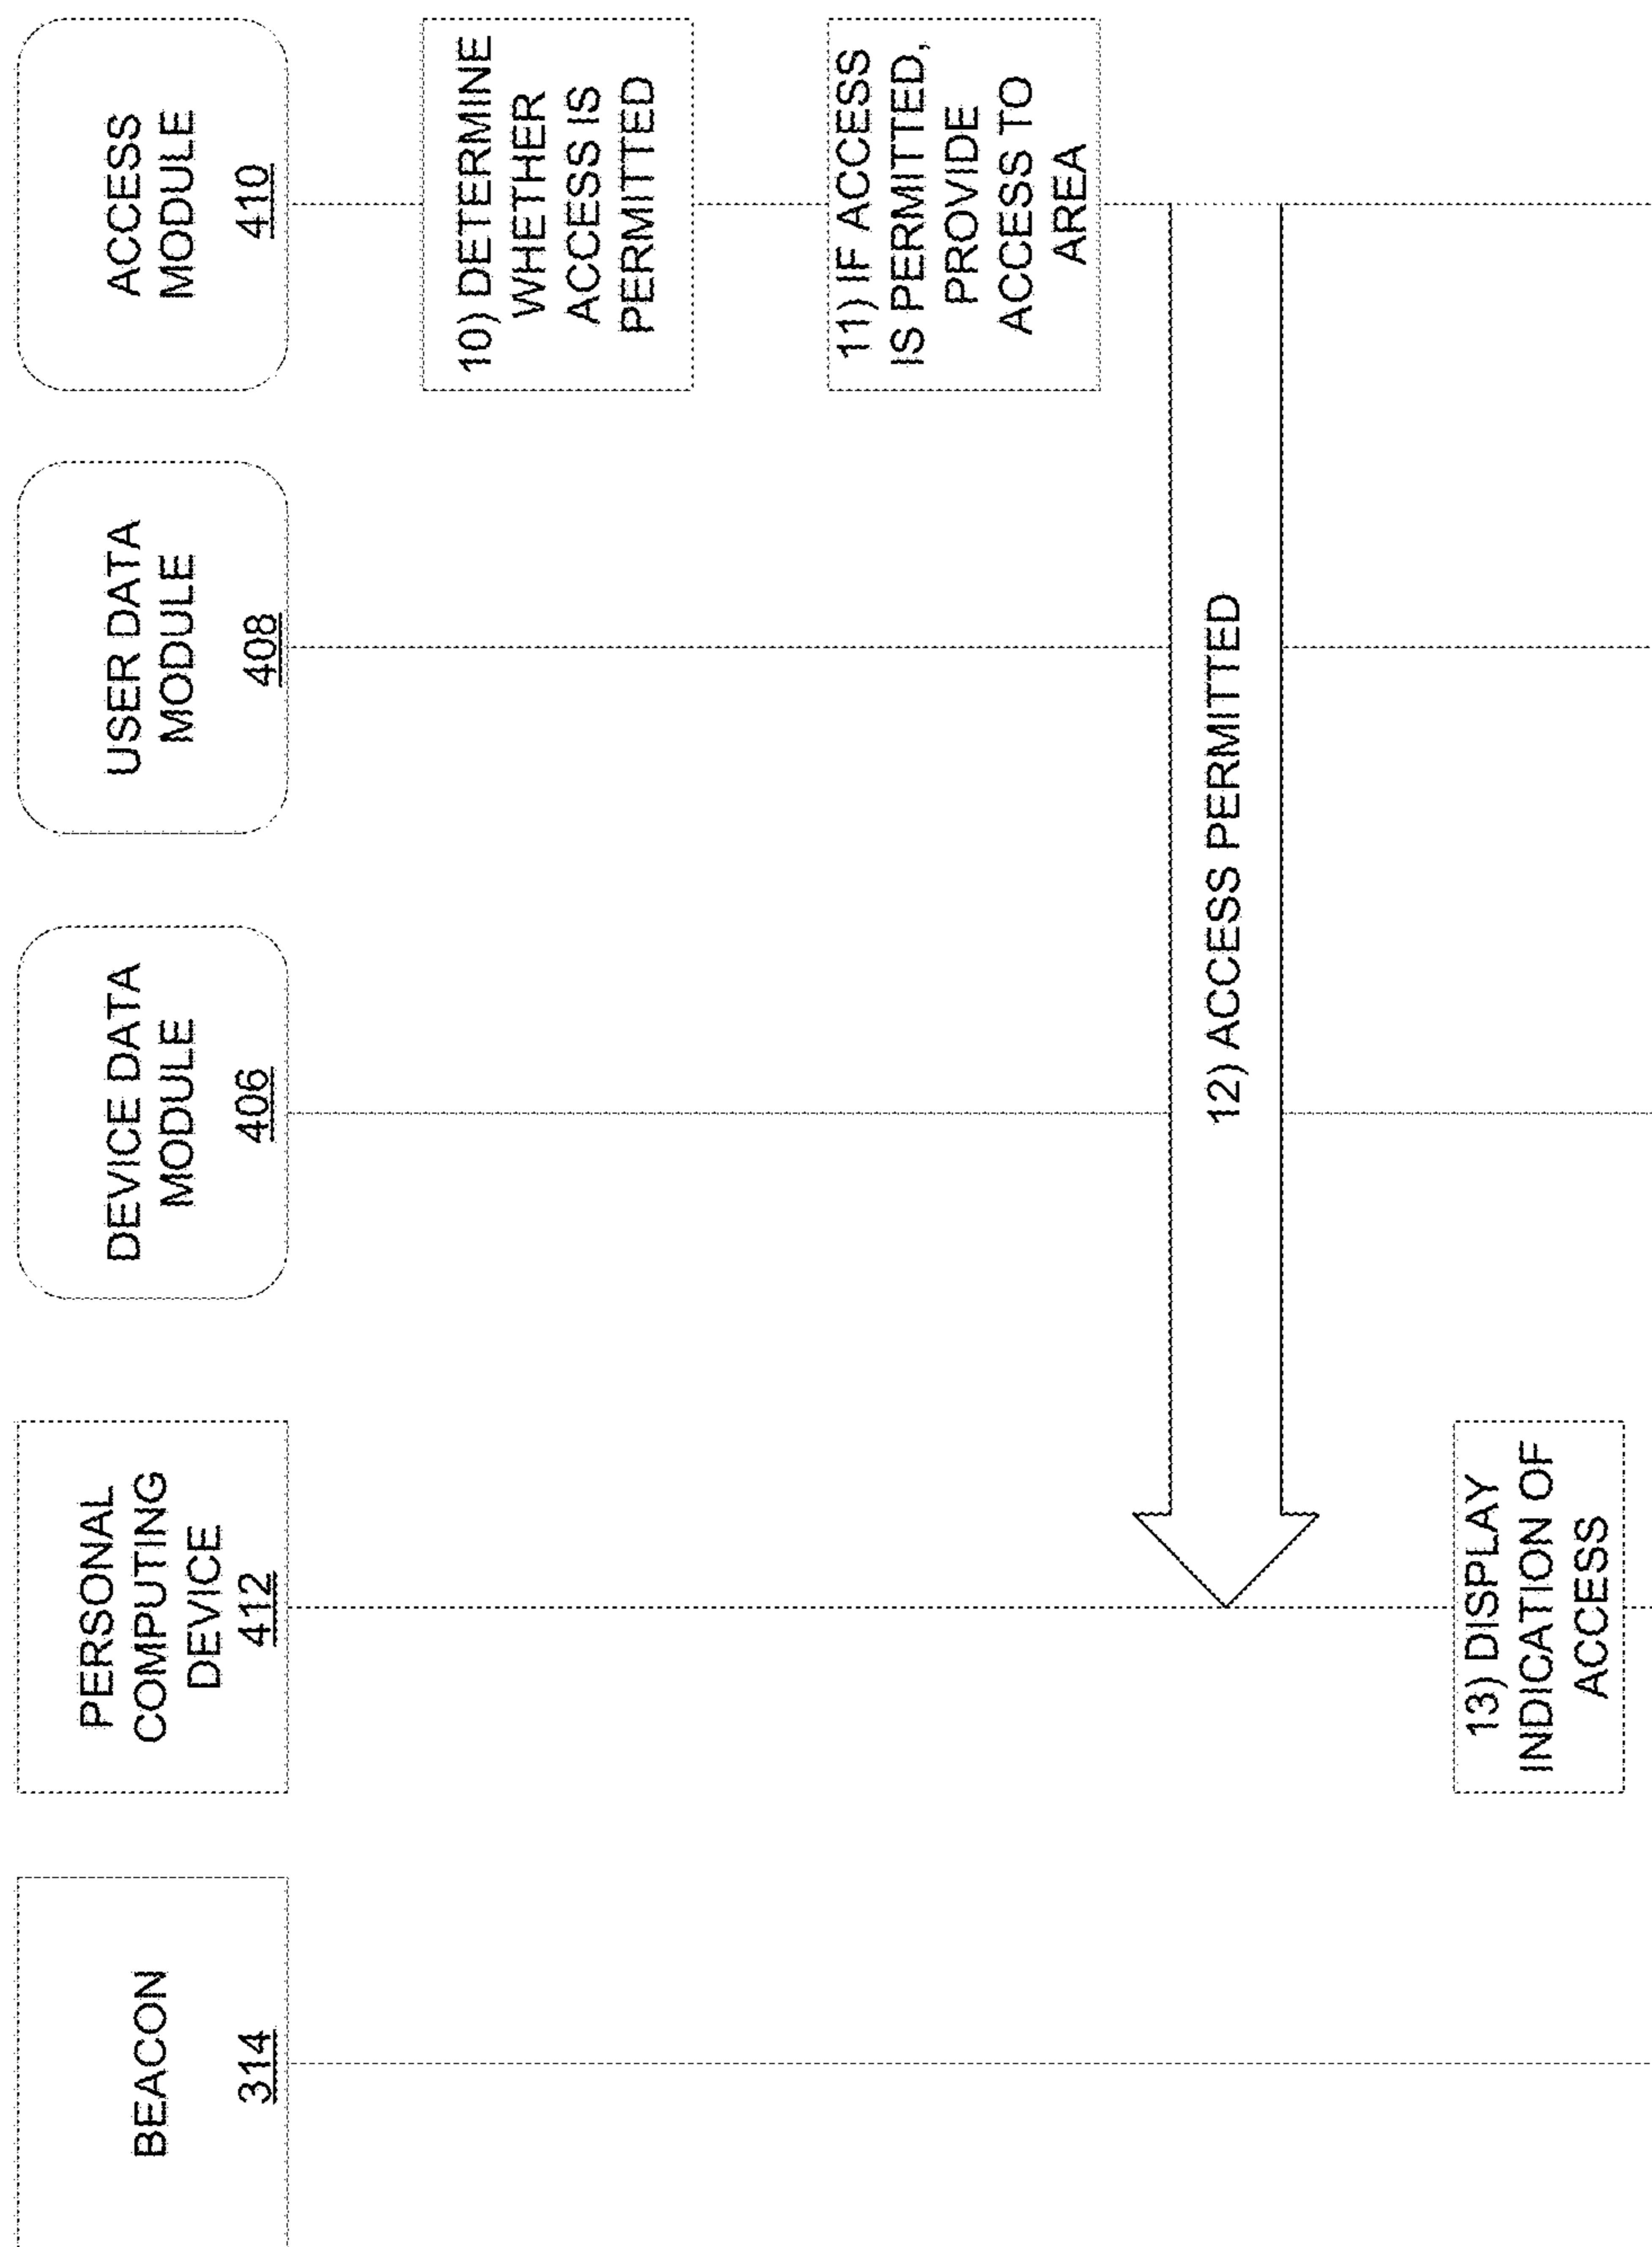 BEACON
314
PERSONAL
COMPUTING
DEVICE
412
DEVICE DATA
MODULE
406
USER DATA
MODULE
408
ACCESS
MODULE
410
10) DETERMINE
WHETHER
ACCESS IS
PERMITTED
11) IF ACCESS
IS PERMITTED,
PROVIDE
ACCESS TO
AREA
12) ACCESS PERMITTED
13) DISPLAY
INDICATION OF
ACCESS